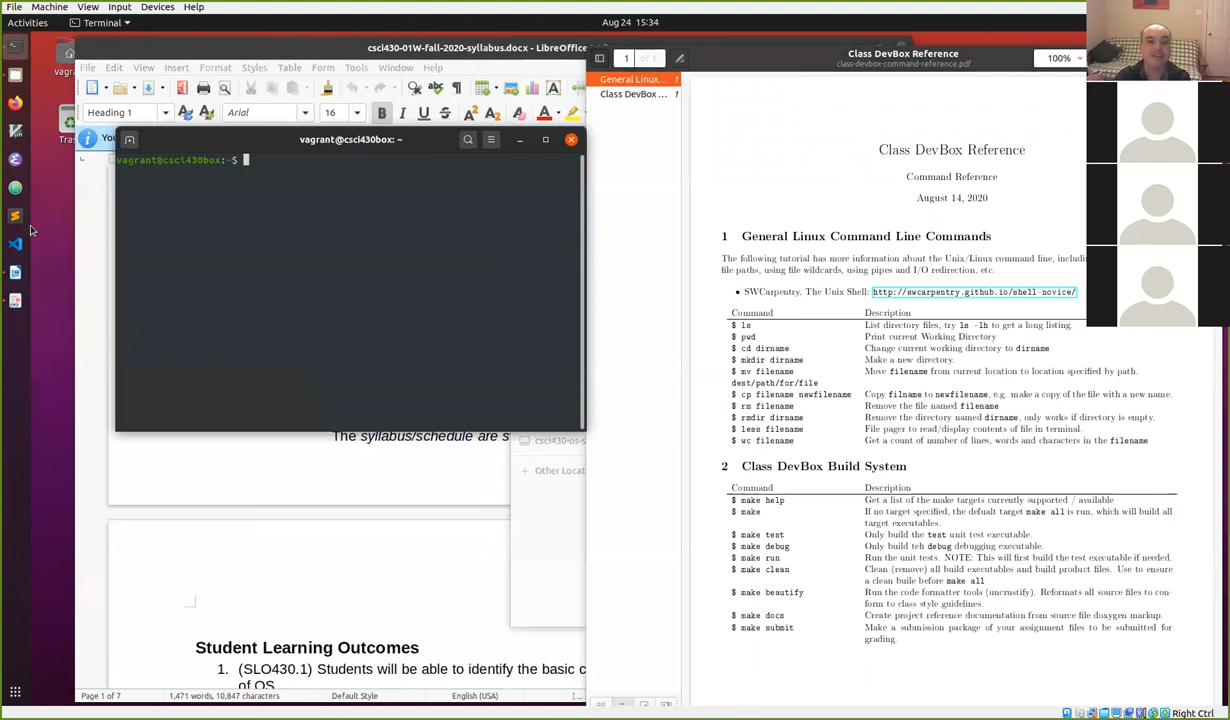 File Machine View Input Devices Help
Activities Terminal Aug 24 15:34
csci430-01W-fall-2020-syllabus.docx - LibreOffice
File Edit View Insert Format Styles Table Form Tools Window Help
Heading 1 Arial 16
You
vagrant@csci430box: ~
vagrant@csci430box:~$
The syllabus/schedule are s
csci430-os-s
Other Locat
Student Learning Outcomes
1. (SLO430.1) Students will be able to identify the basic c
of OS
Page 1 of 7 1,471 words, 10,847 characters Default Style English (USA)
1 of 1
Class DevBox Reference
class-devbox-command-reference.pdf
100%
General Linux... 1
Class DevBox ... 1
Class DevBox Reference
Command Reference
August 14, 2020
1 General Linux Command Line Commands
The following tutorial has more information about the Unix/Linux command line, includi
file paths, using file wildcards, using pipes and I/O redirection, etc.
• SWCarpentry, The Unix Shell: http://swcarpentry.github.io/shell-novice/
Command Description
$ ls List directory files, try ls -lh to get a long listing.
$ pwd Print current Working Directory
$ cd dirname Change current working directory to dirname
$ mkdir dirname Make a new directory.
$ mv filename Move filename from current location to location specified by path.
dest/path/for/file
$ cp filename newfilename Copy filname to newfilename, e.g. make a copy of the file with a new name.
$ rm filename Remove the file named filename
$ rmdir dirname Remove the directory named dirname, only works if directory is empty.
$ less filename File pager to read/display contents of file in terminal.
$ wc filename Get a count of number of lines, words and characters in the filename
2 Class DevBox Build System
Command Description
$ make help Get a list of the make targets currently supported / available
$ make If no target specified, the defualt target make all is run, which will build all
target executables.
$ make test Only build the test unit test executable.
$ make debug Only build teh debug debugging executable.
$ make run Run the unit tests. NOTE: This will first build the test executable if needed.
$ make clean Clean (remove) all build executables and build product files. Use to ensure
a clean buile before make all
$ make beautify Run the code formatter tools (uncrustify). Reformats all source files to con-
form to class style guidelines.
$ make docs Create project reference documentation from source file doxygen markup.
$ make submit Make a submission package of your assignment files to be submitted for
grading.
vagr
Tras
Right Ctrl